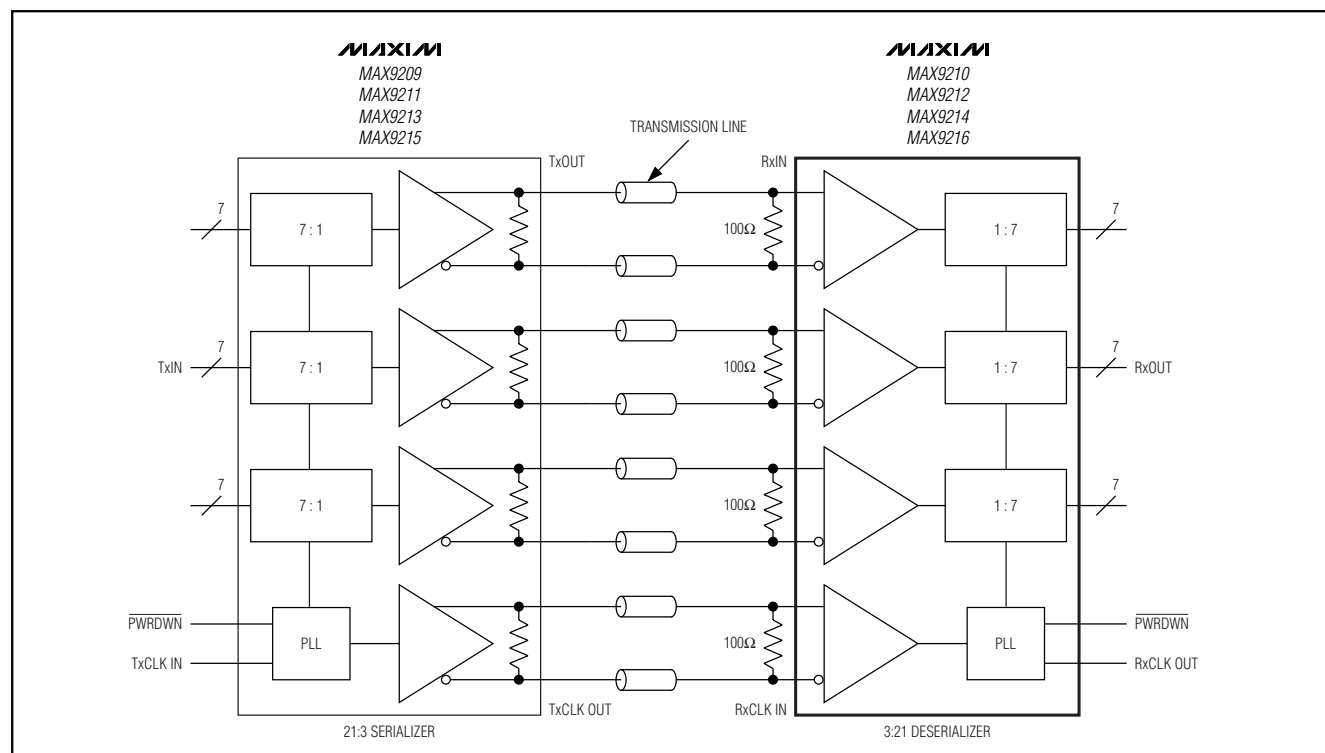 MAXIM
MAX9209
MAX9211
MAX9213
MAX9215
MAXIM
MAX9210
MAX9212
MAX9214
MAX9216
TRANSMISSION LINE
TxOUT
RxIN
7
7 : 1
100Ω
1 : 7
7
TxIN
7
7 : 1
100Ω
1 : 7
7
RxOUT
7
7 : 1
100Ω
1 : 7
7
PWRDWN
TxCLK IN
PLL
100Ω
PLL
PWRDWN
RxCLK OUT
TxCLK OUT
RxCLK IN
21:3 SERIALIZER
3:21 DESERIALIZER